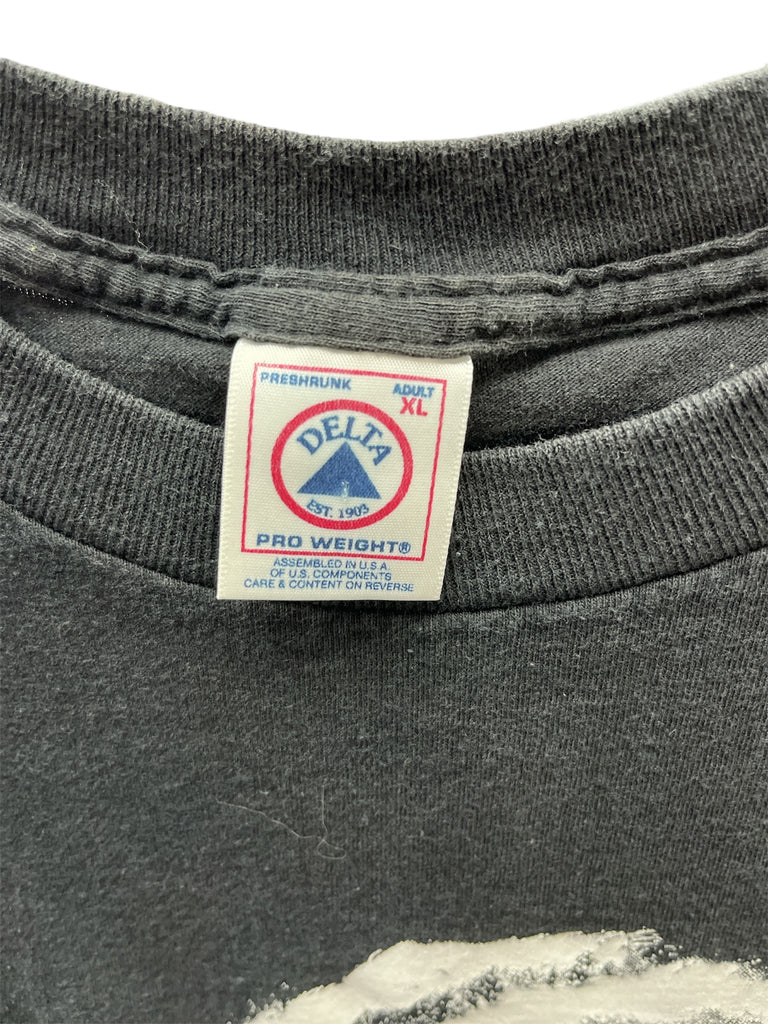 PRESHRUNK ADULT
XL
DELTA
EST. 1903
PRO WEIGHT®
ASSEMBLED IN U.S.A.
OF U.S. COMPONENTS
CARE & CONTENT ON REVERSE